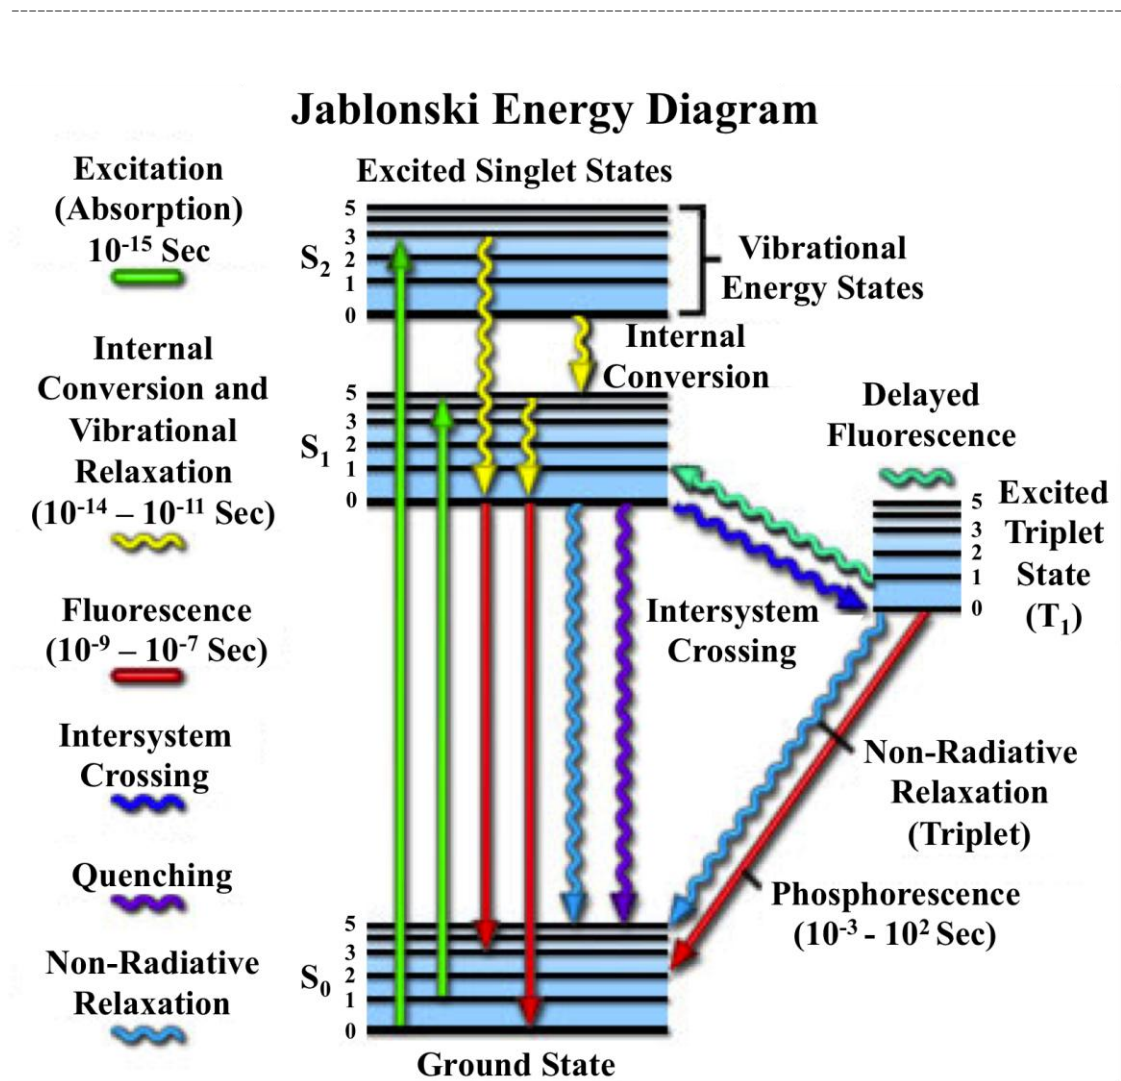 Jablonski Energy Diagram
Excitation
(Absorption)
10⁻¹⁵ Sec
Internal
Conversion and
Vibrational
Relaxation
(10⁻¹⁴ – 10⁻¹¹ Sec)
Fluorescence
(10⁻⁹ – 10⁻⁷ Sec)
Intersystem
Crossing
Quenching
Non-Radiative
Relaxation
Excited Singlet States
S₂
5
3
2
1
0
Vibrational
Energy States
Internal
Conversion
S₁
5
3
2
1
0
Delayed
Fluorescence
Excited
Triplet
State
(T₁)
5
3
2
1
0
Intersystem
Crossing
Non-Radiative
Relaxation
(Triplet)
Phosphorescence
(10⁻³ - 10² Sec)
S₀
5
3
2
1
0
Ground State